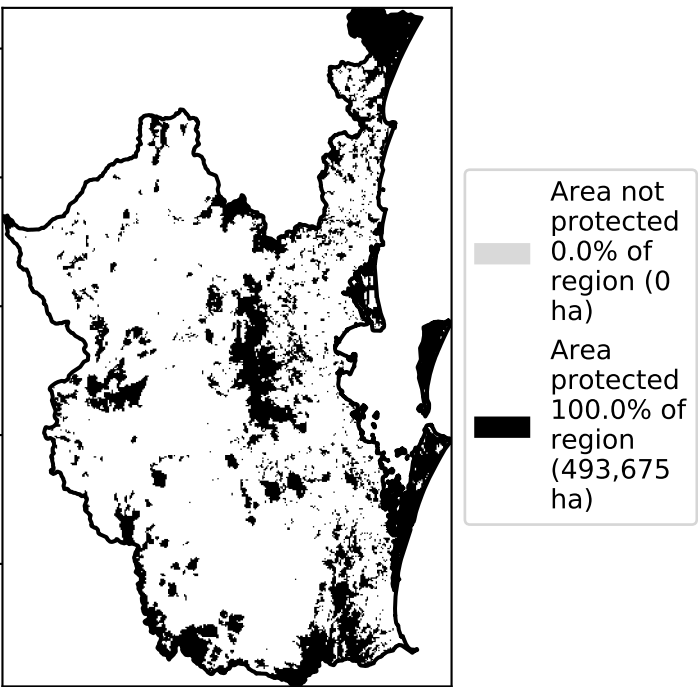 Area not
protected
0.0% of
region (0
ha)
Area
protected
100.0% of
region
(493,675
ha)